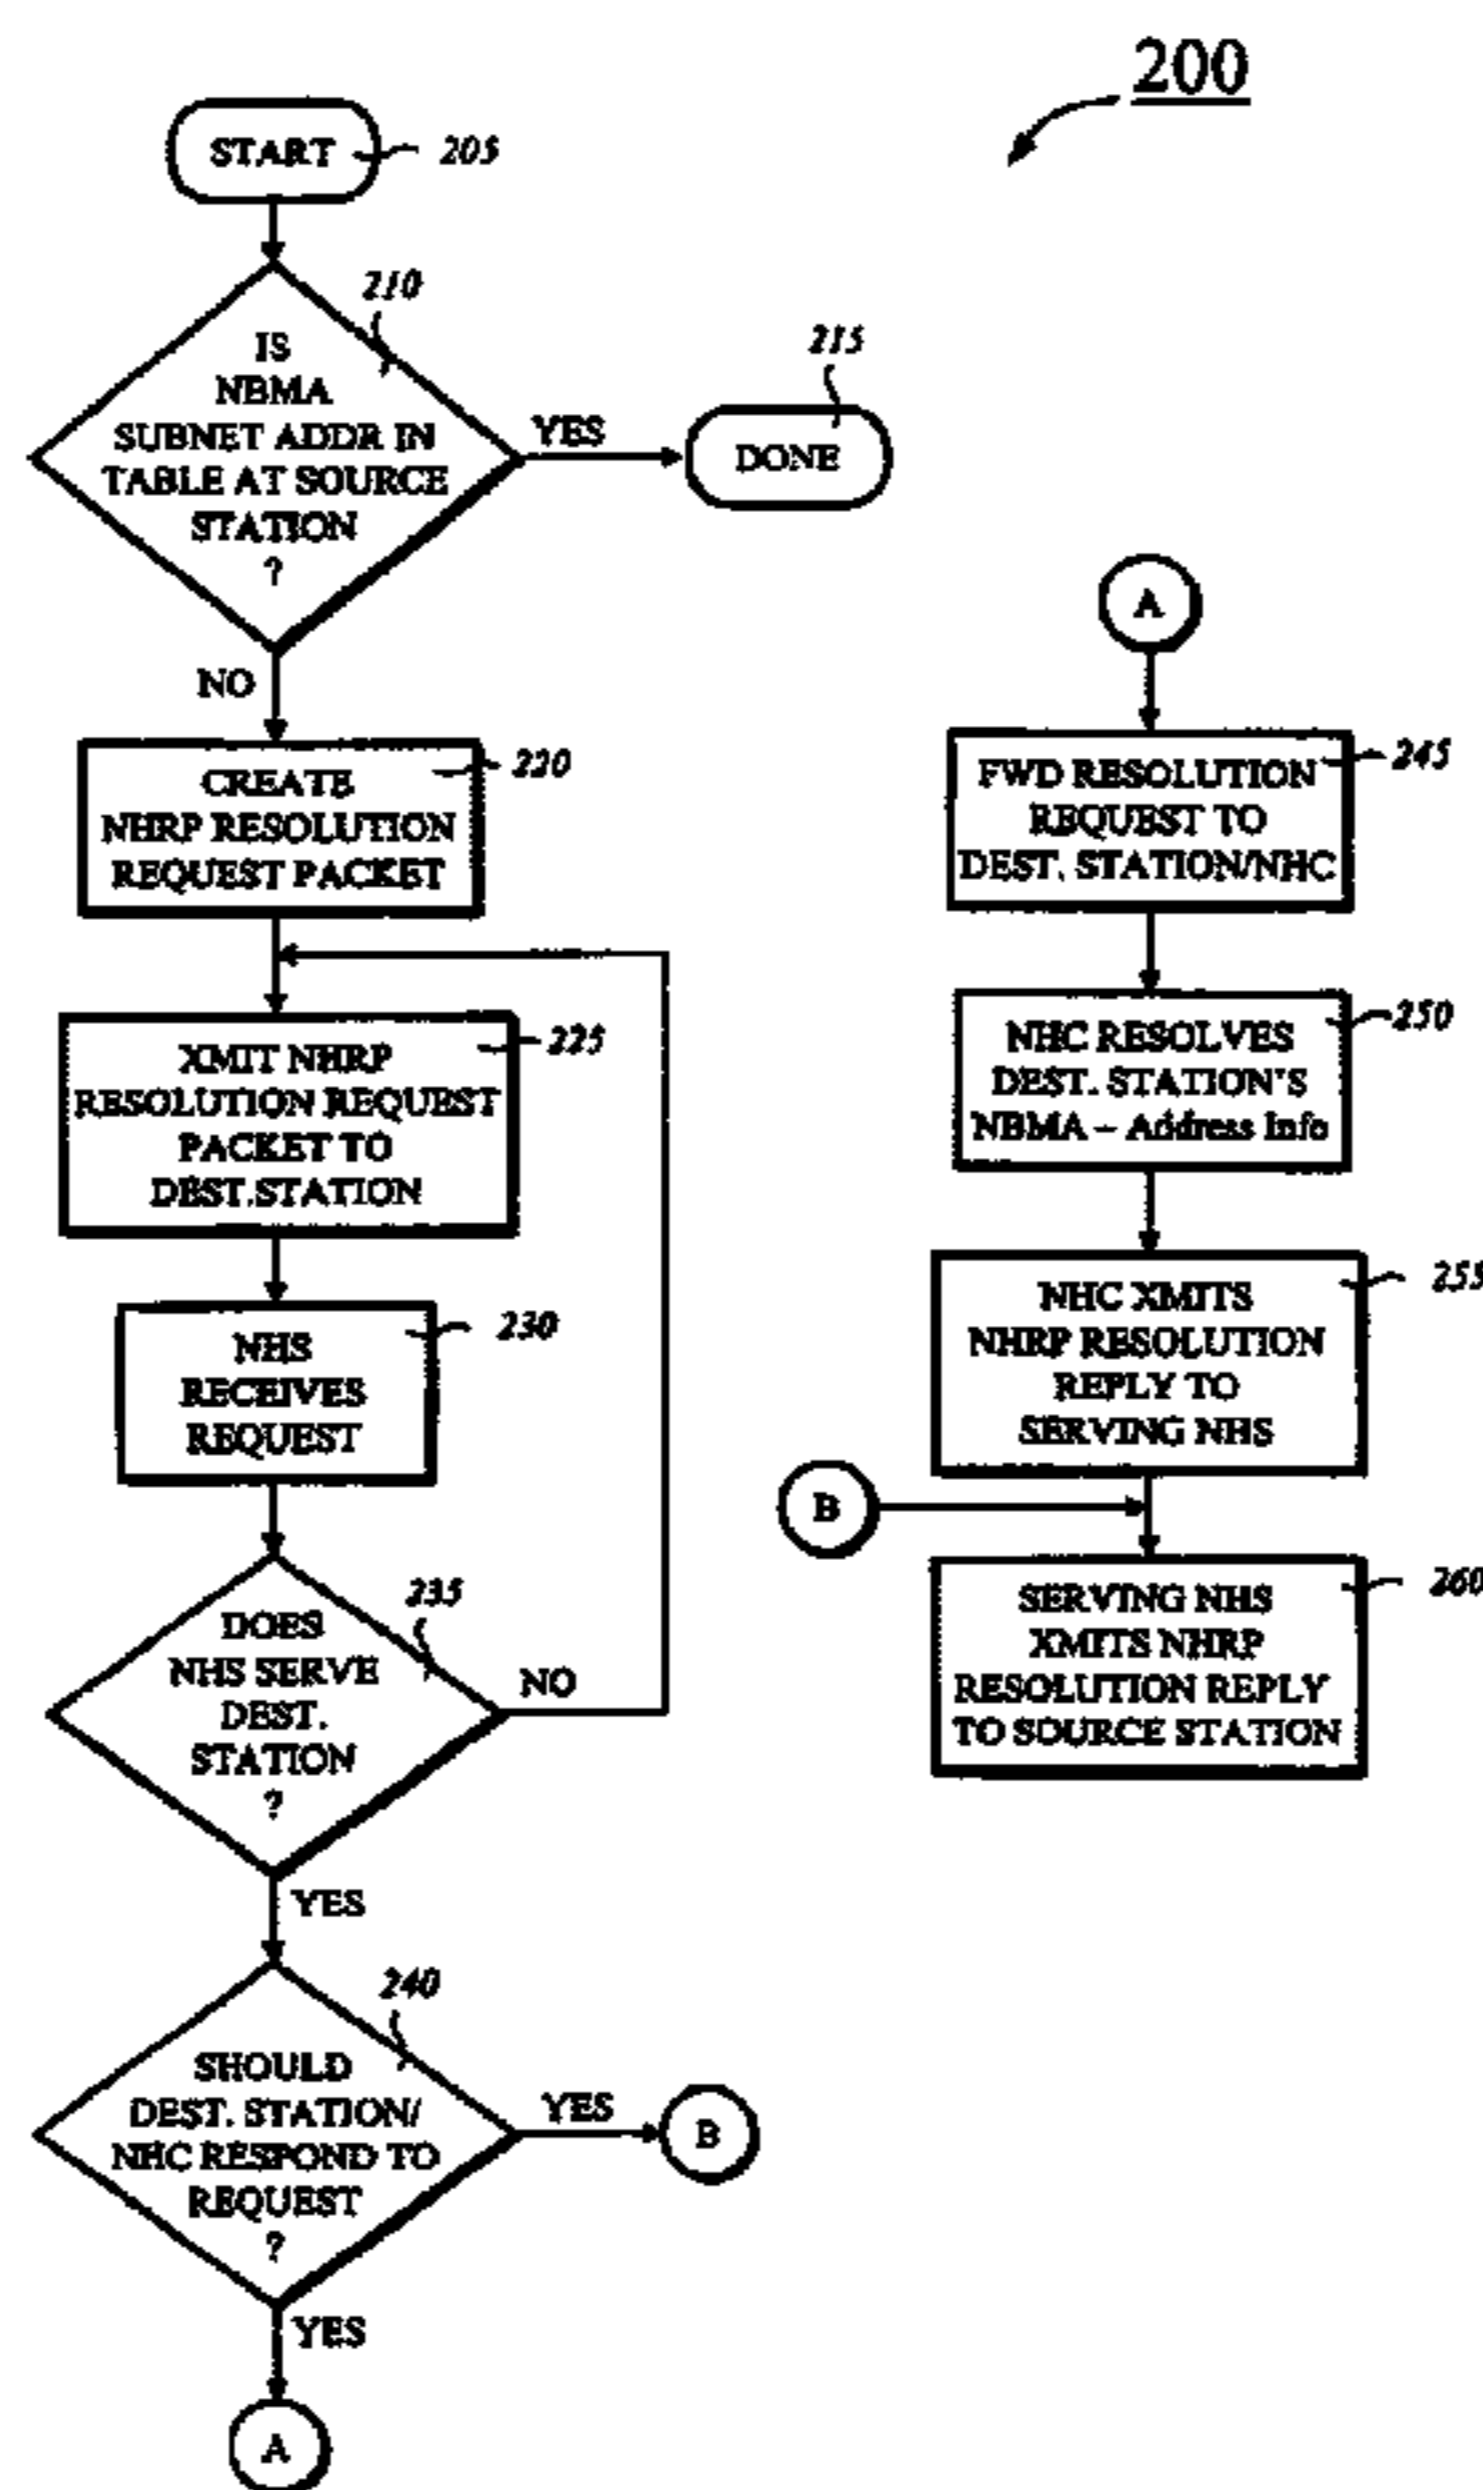 200
START
205
210
IS
NBMA
SUBNET ADDR IN
TABLE AT SOURCE
STATION
?
YES
215
DONE
NO
CREATE
NHRP RESOLUTION
REQUEST PACKET
220
XMIT NHRP
RESOLUTION REQUEST
PACKET TO
DEST.STATION
225
NHS
RECEIVES
REQUEST
230
235
DOES
NHS SERVE
DEST.
STATION
?
NO
YES
240
SHOULD
DEST. STATION/
NHC RESPOND TO
REQUEST
?
YES
B
YES
A
A
FWD RESOLUTION
REQUEST TO
DEST. STATION/NHC
245
NHC RESOLVES
DEST. STATION'S
NBMA – Address Info
250
NHC XMITS
NHRP RESOLUTION
REPLY TO
SERVING NHS
255
B
SERVING NHS
XMITS NHRP
RESOLUTION REPLY
TO SOURCE STATION
260